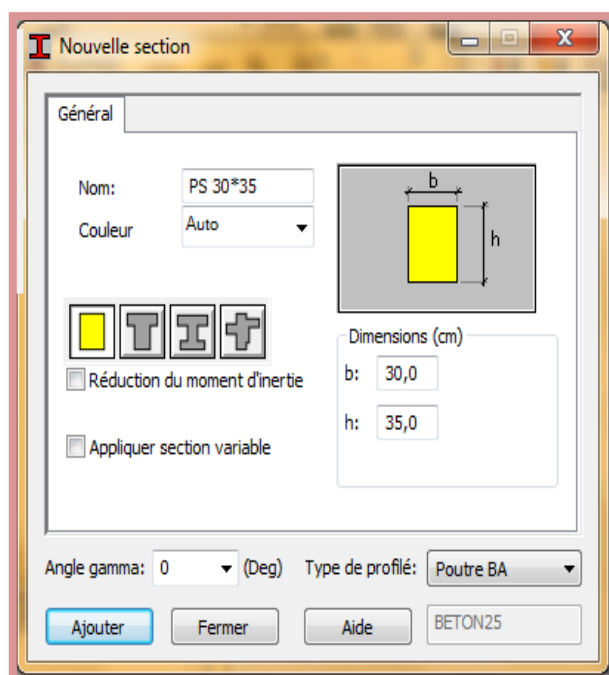 Nouvelle section
Général
Nom: PS 30*35
Couleur Auto
b
h
Réduction du moment d'inertie
Appliquer section variable
Dimensions (cm)
b: 30,0
h: 35,0
Angle gamma: 0 (Deg) Type de profilé: Poutre BA
Ajouter Fermer Aide BETON25